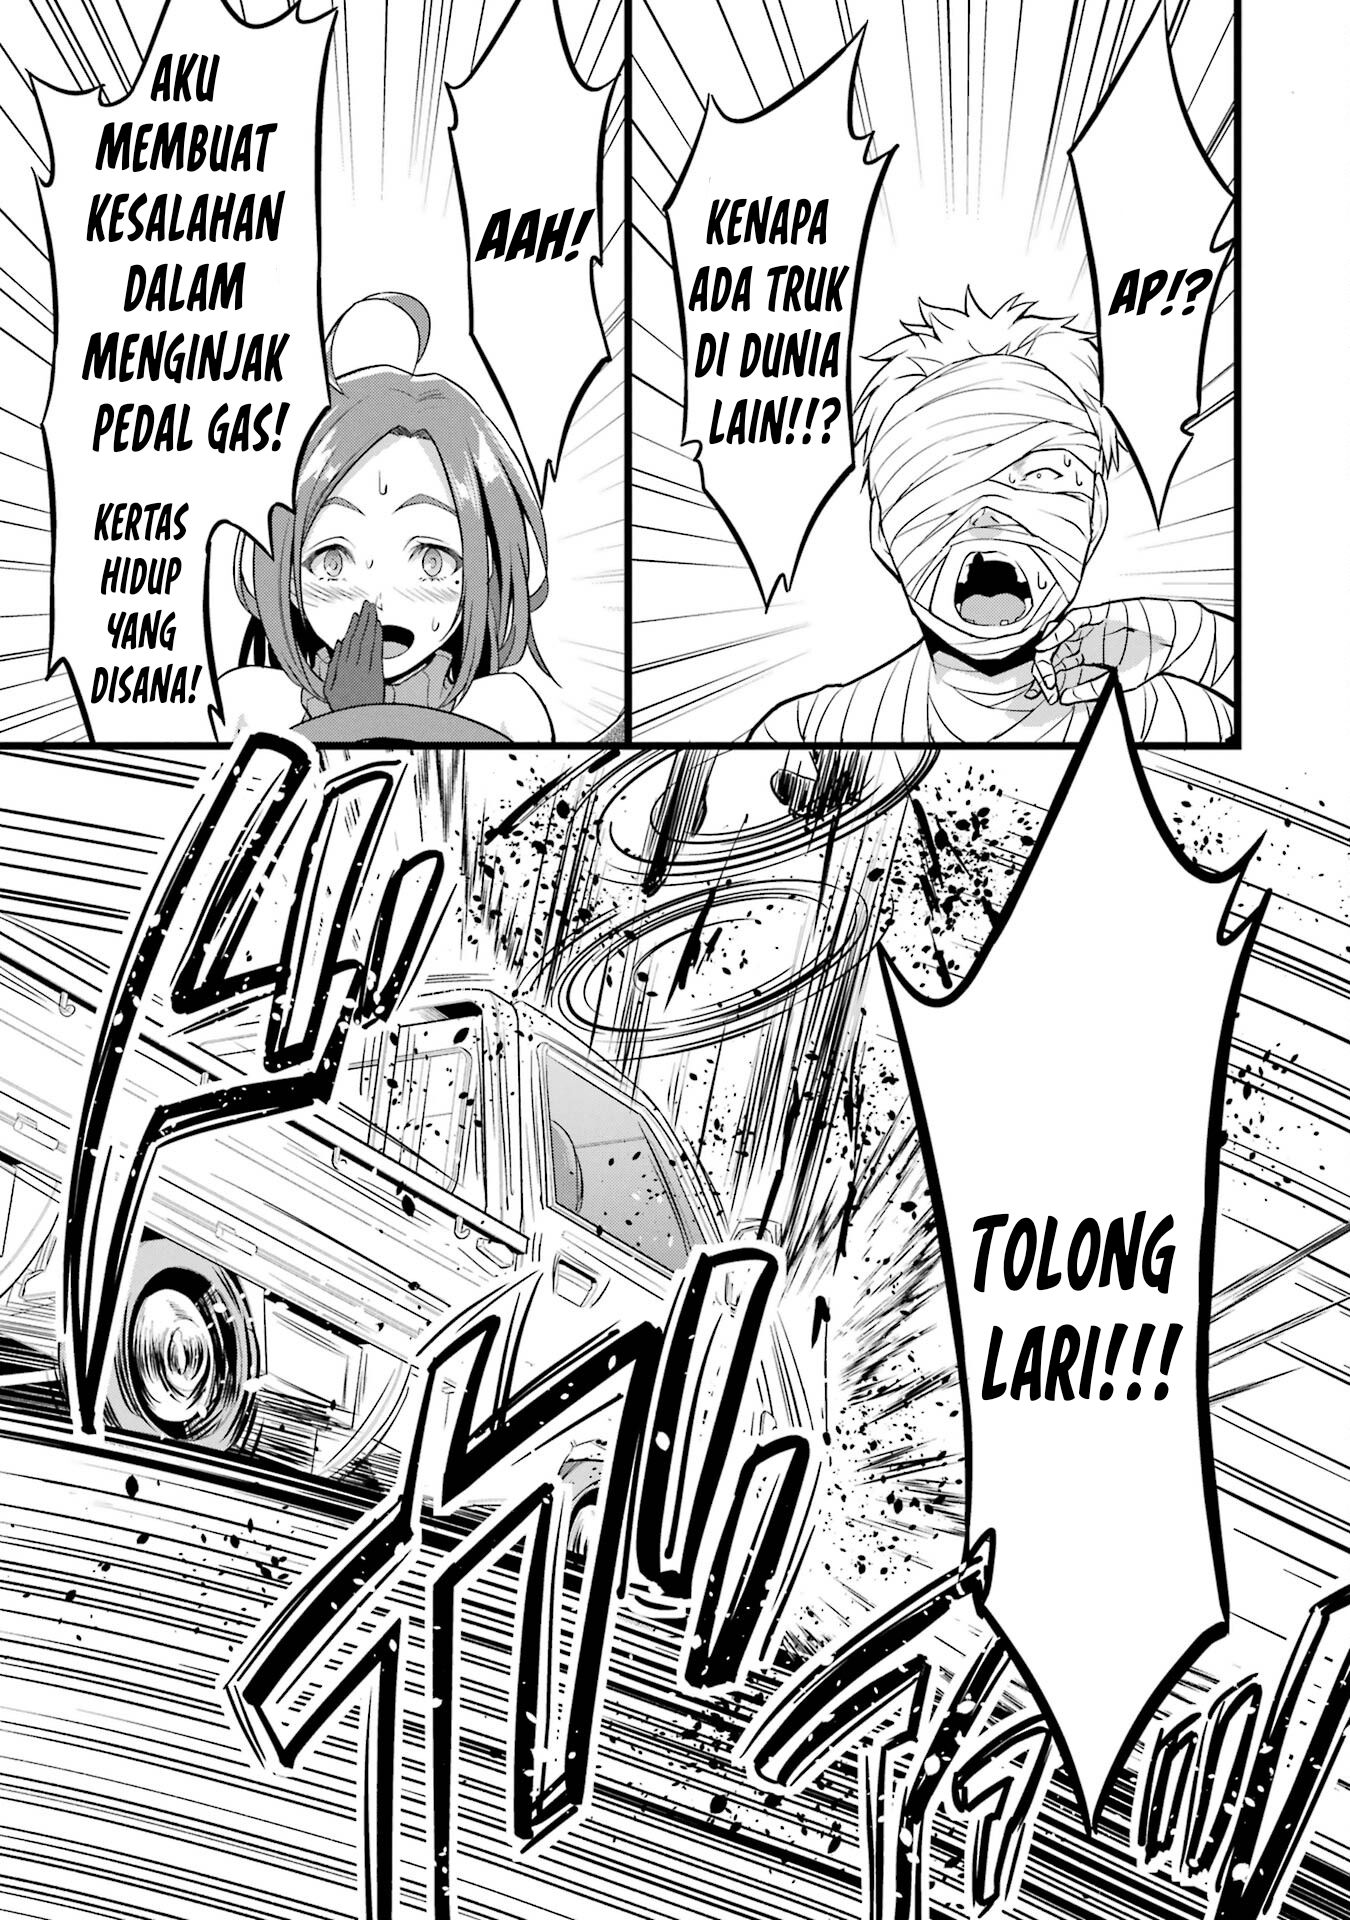 AP!?
KENAPA
ADA TRUK
DI DUNIA
LAIN!!!?
AAH!
AKU
MEMBUAT
KESALAHAN
DALAM
MENGINJAK
PEDAL GAS!
KERTAS
HIDUP
YANG
DISANA!
TOLONG
LARI!!!